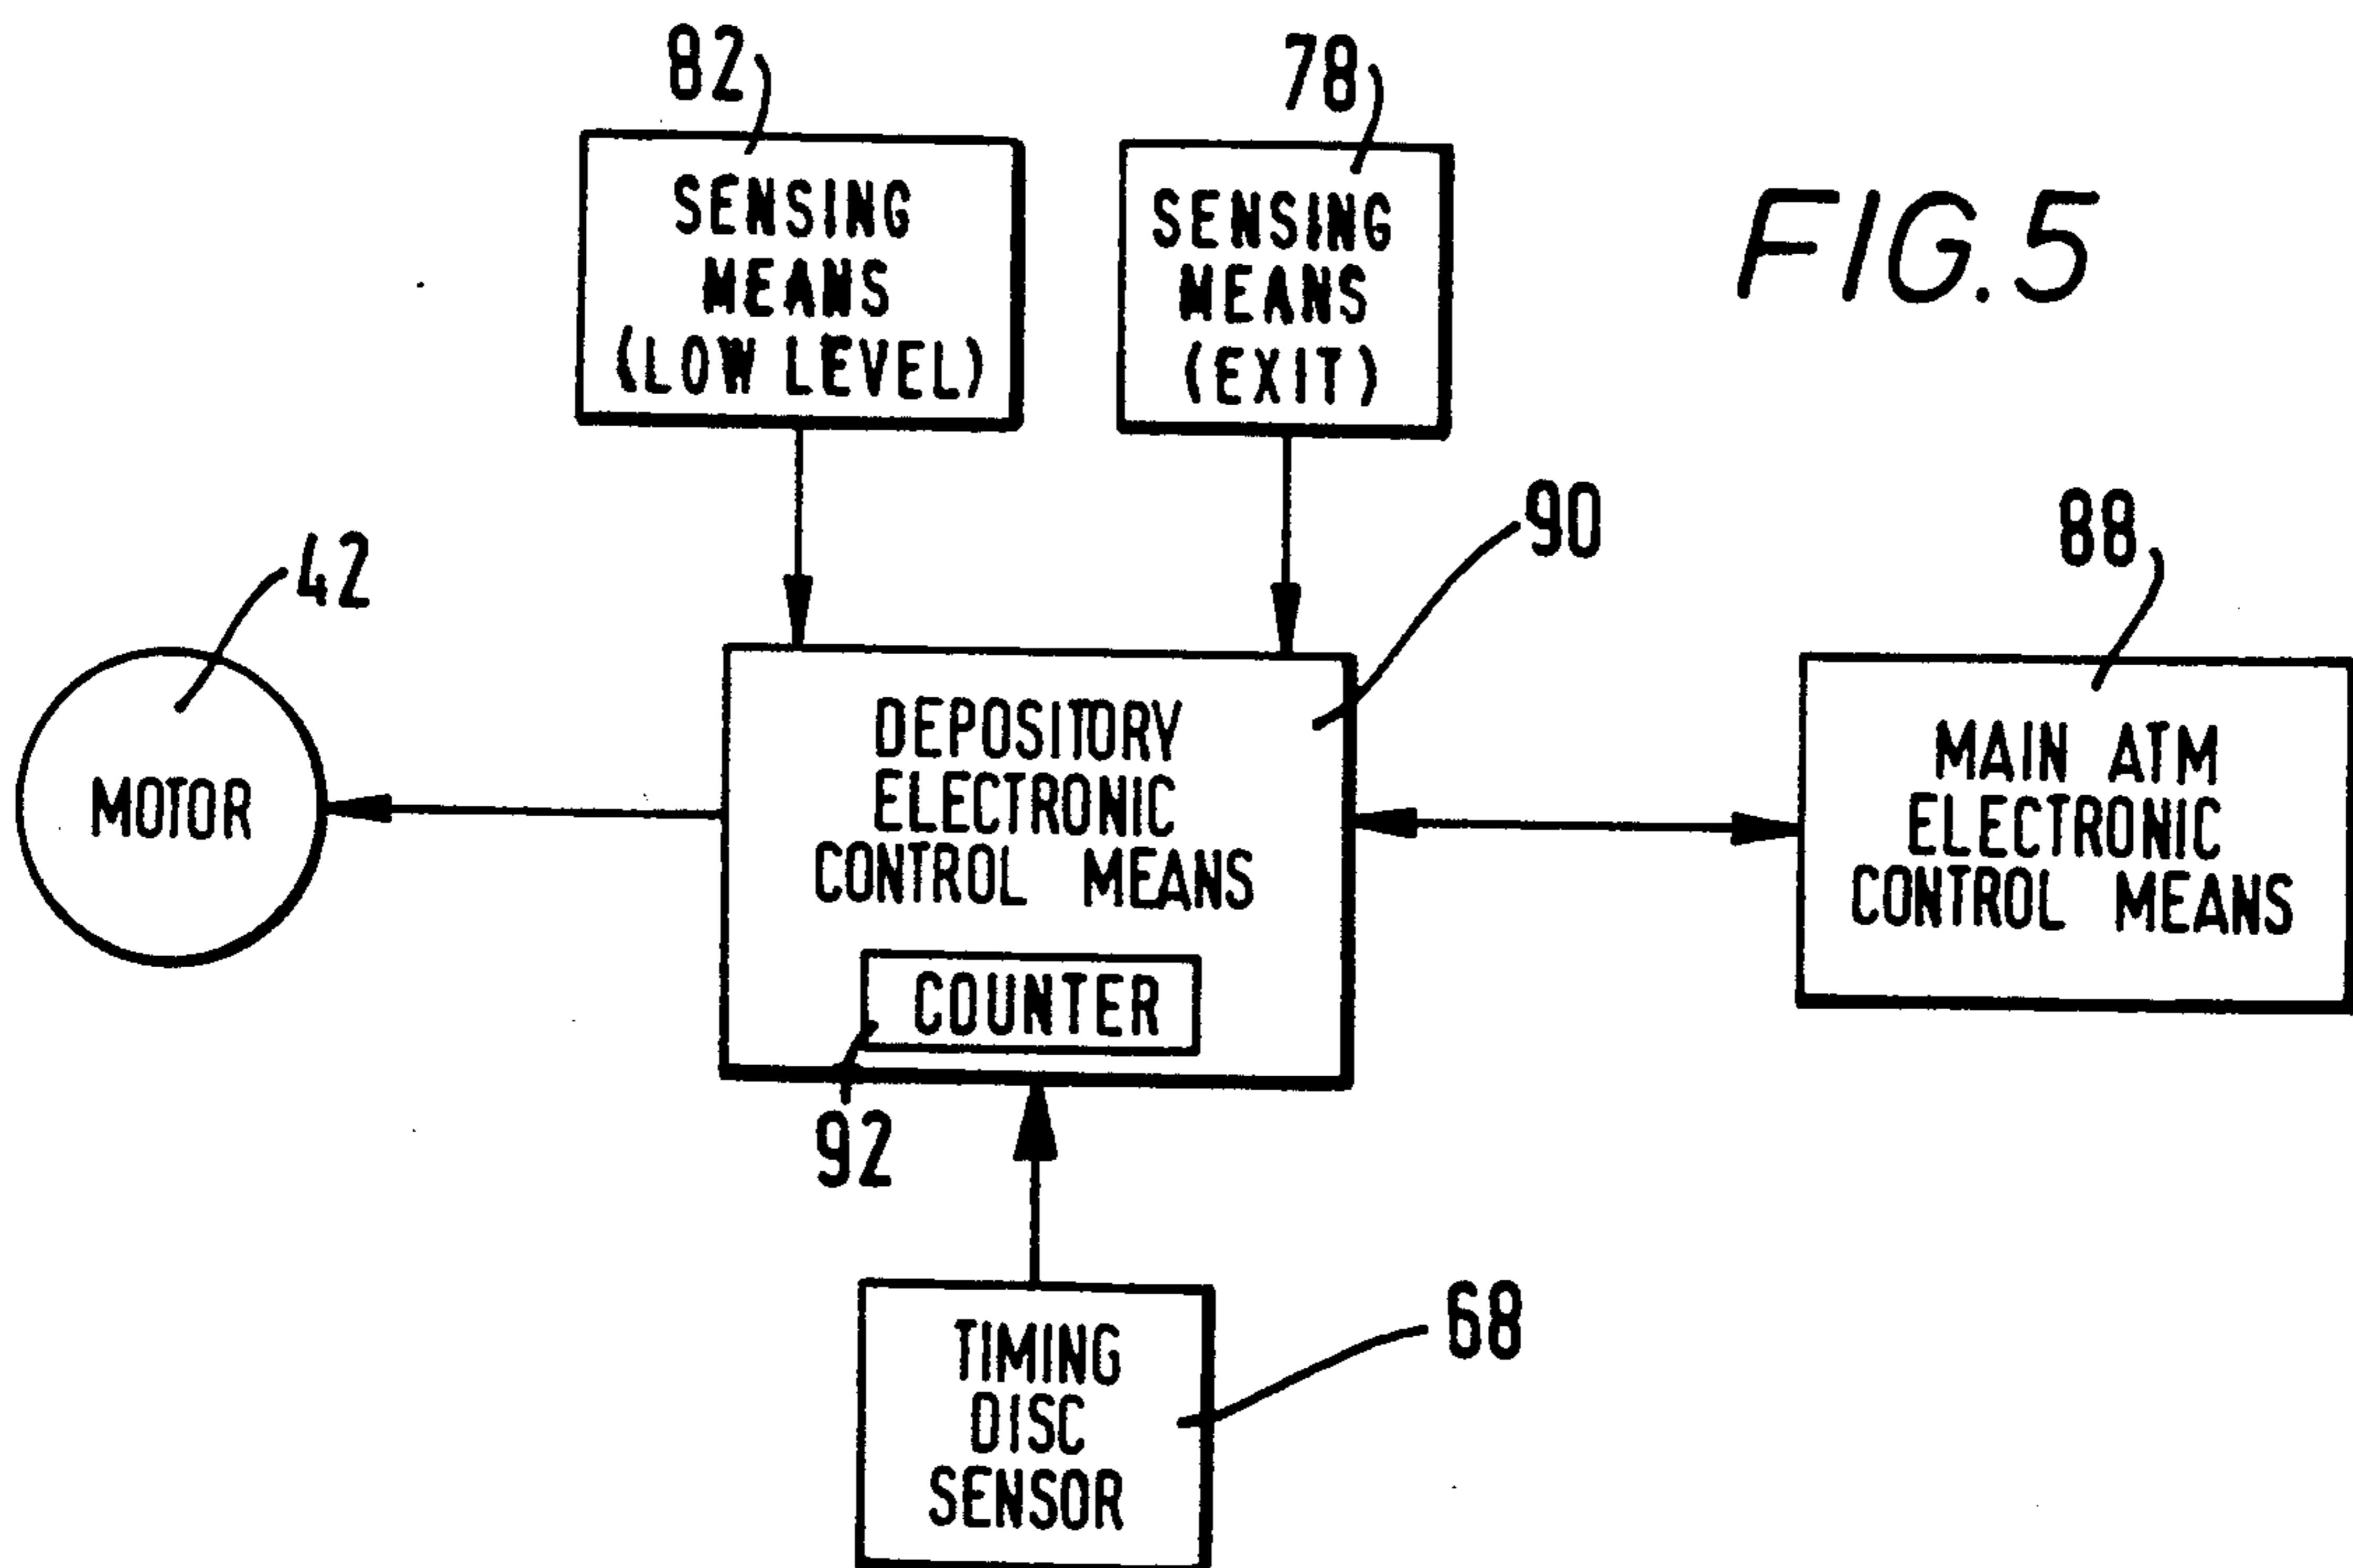 82
78
SENSING
MEANS
(LOW LEVEL)
SENSING
MEANS
(EXIT)
FIG.5
42
90
88
MOTOR
DEPOSITORY
ELECTRONIC
CONTROL MEANS
COUNTER
MAIN ATM
ELECTRONIC
CONTROL MEANS
92
TIMING
DISC
SENSOR
68